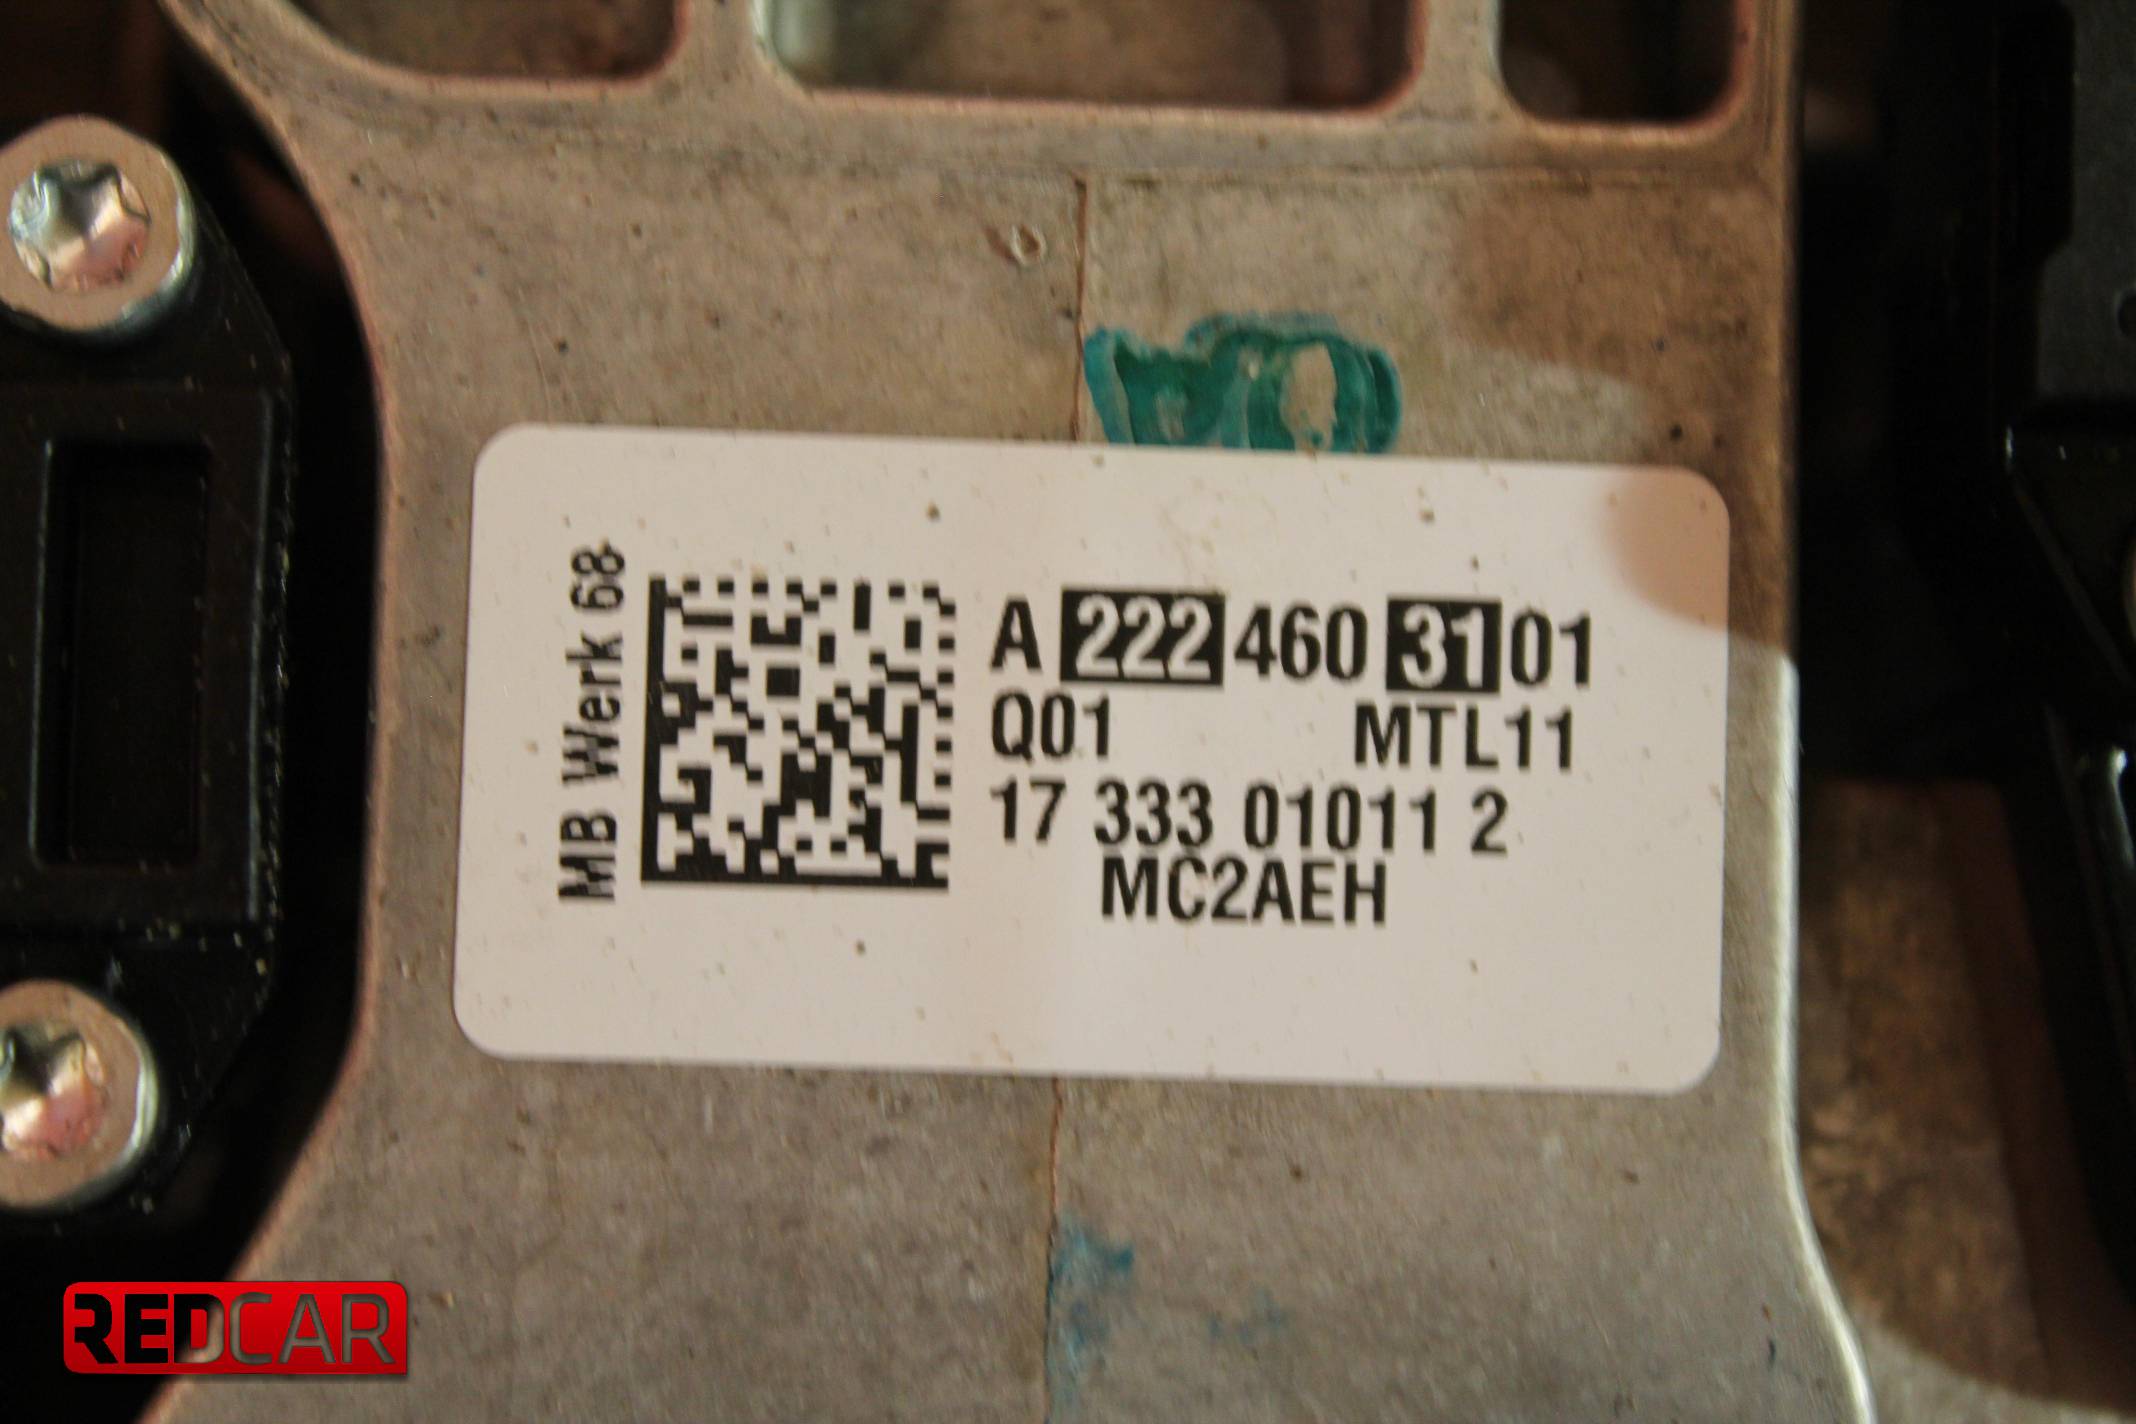 MB Werk 68
A 222 460 31 01
Q01 MTL11
17 333 01011 2
MC2AEH
REDCAR